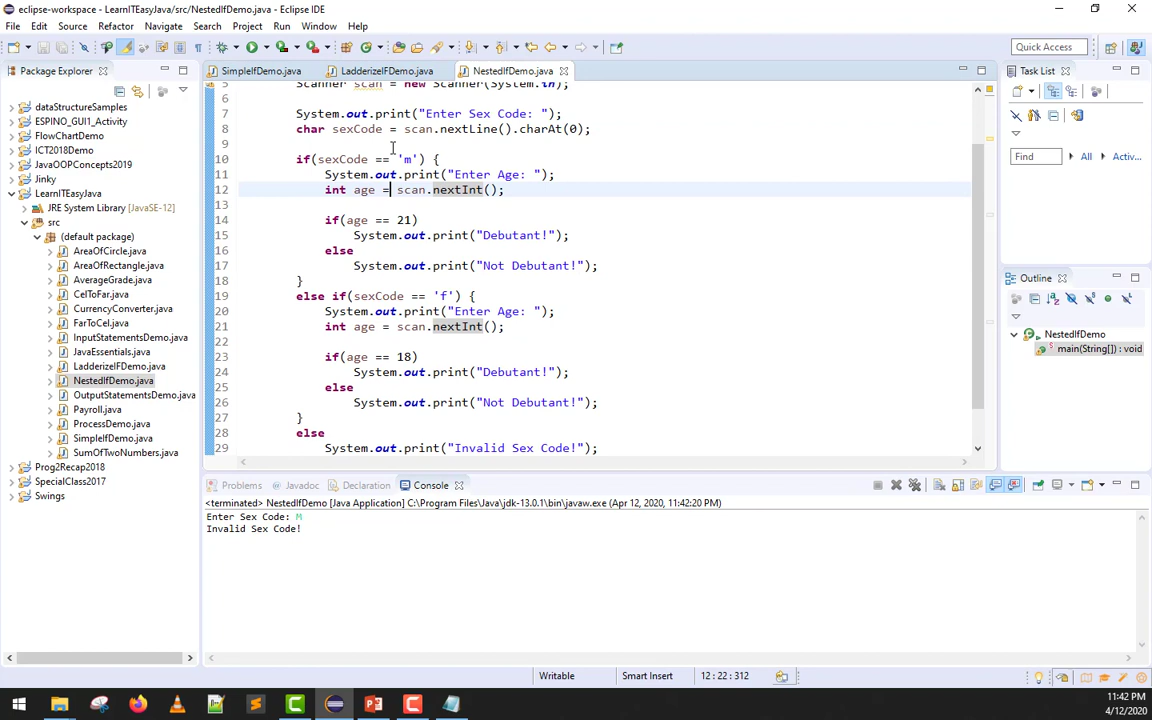 eclipse-workspace - LearnITEasyJava/src/NestedIfDemo.java - Eclipse IDE
File Edit Source Refactor Navigate Search Project Run Window Help
Quick Access
Package Explorer
SimpleIfDemo.java LadderizeIFDemo.java NestedIfDemo.java
Task List
dataStructureSamples
ESPINO_GUI1_Activity
FlowChartDemo
ICT2018Demo
JavaOOPConcepts2019
Jinky
LearnITEasyJava
JRE System Library [JavaSE-12]
src
(default package)
AreaOfCircle.java
AreaOfRectangle.java
AverageGrade.java
CelToFar.java
CurrencyConverter.java
FarToCel.java
InputStatementsDemo.java
JavaEssentials.java
LadderizeIFDemo.java
NestedIfDemo.java
OutputStatementsDemo.java
Payroll.java
ProcessDemo.java
SimpleIfDemo.java
SumOfTwoNumbers.java
Prog2Recap2018
SpecialClass2017
Swings
5 Scanner scan = new Scanner(System.in);
6
7 System.out.print("Enter Sex Code: ");
8 char sexCode = scan.nextLine().charAt(0);
9
10 if(sexCode == 'm') {
11 System.out.print("Enter Age: ");
12 int age = scan.nextInt();
13
14 if(age == 21)
15 System.out.print("Debutant!");
16 else
17 System.out.print("Not Debutant!");
18 }
19 else if(sexCode == 'f') {
20 System.out.print("Enter Age: ");
21 int age = scan.nextInt();
22
23 if(age == 18)
24 System.out.print("Debutant!");
25 else
26 System.out.print("Not Debutant!");
27 }
28 else
29 System.out.print("Invalid Sex Code!");
Find All Activ...
Outline
NestedIfDemo
main(String[]) : void
Problems Javadoc Declaration Console
<terminated> NestedIfDemo [Java Application] C:\Program Files\Java\jdk-13.0.1\bin\javaw.exe (Apr 12, 2020, 11:42:20 PM)
Enter Sex Code: M
Invalid Sex Code!
Writable Smart Insert 12 : 22 : 312
11:42 PM
4/12/2020